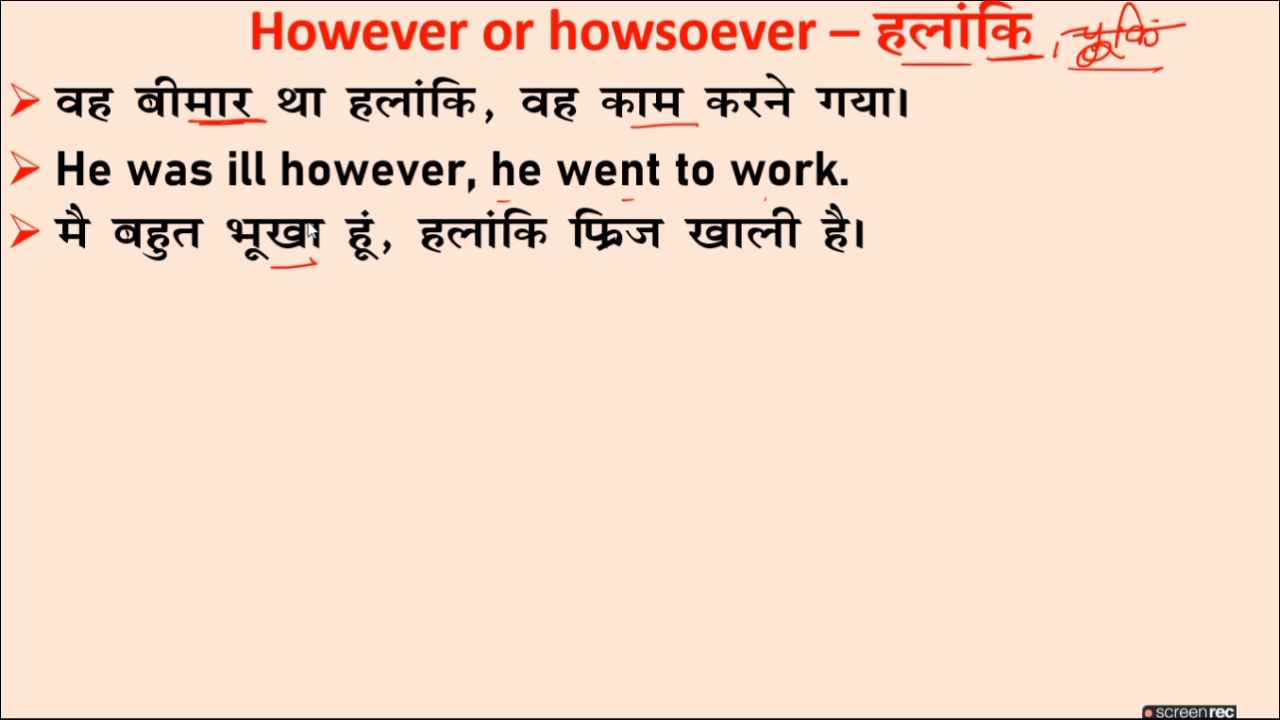 However or howsoever – हलांकि, चूकि
वह बीमार था हलांकि, वह काम करने गया।
He was ill however, he went to work.
मै बहुत भूखा हूं, हलांकि फ्रिज खाली है।
screenrec